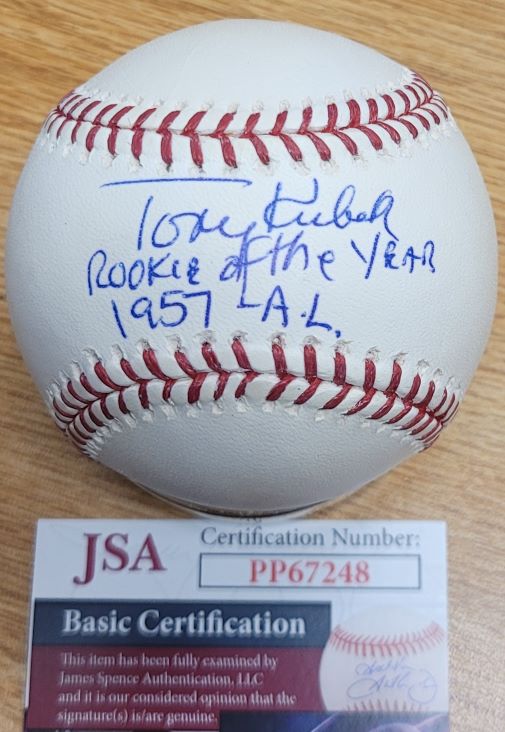 Tony Kubek
ROOKIE of the YEAR
1957 - A.L.
JSA
Certification Number:
PP67248
Basic Certification
This item has been fully examined by
James Spence Authentication, LLC
and it is our considered opinion that the
signature(s) is/are genuine.